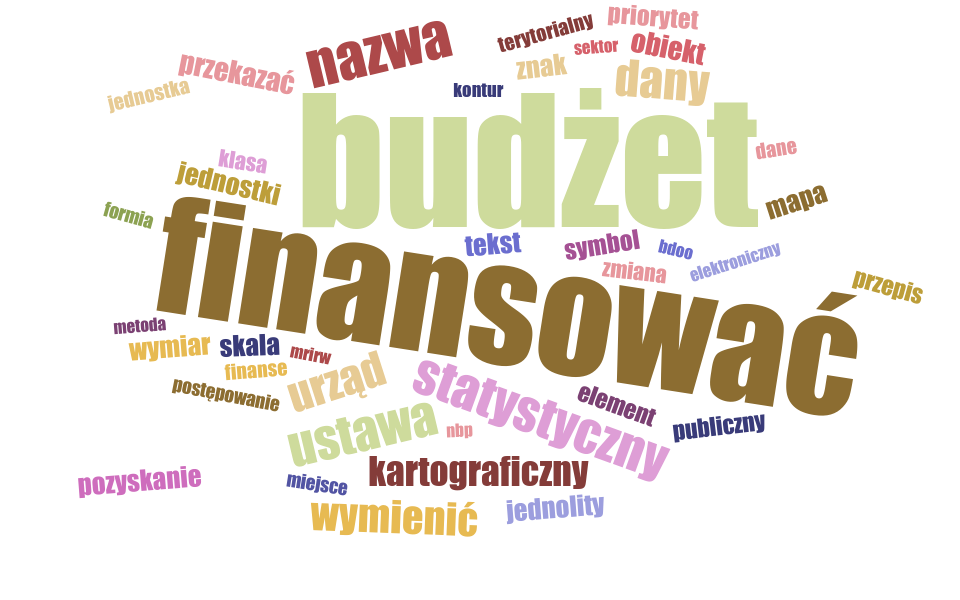 priorytet
terytorialny
nazwa
sektor
obiekt
przekazać
znak
dany
jednostka
kontur
budżet
dane
klasa
jednostki
mapa
formia
finansować
tekst
symbol
bdoo
elektroniczny
zmiana
przepis
metoda
wymiar
skala
mrirw
finanse
urząd
postępowanie
statystyczny
element
publiczny
ustawa
nbp
kartograficzny
pozyskanie
miejsce
wymienić
jednolity